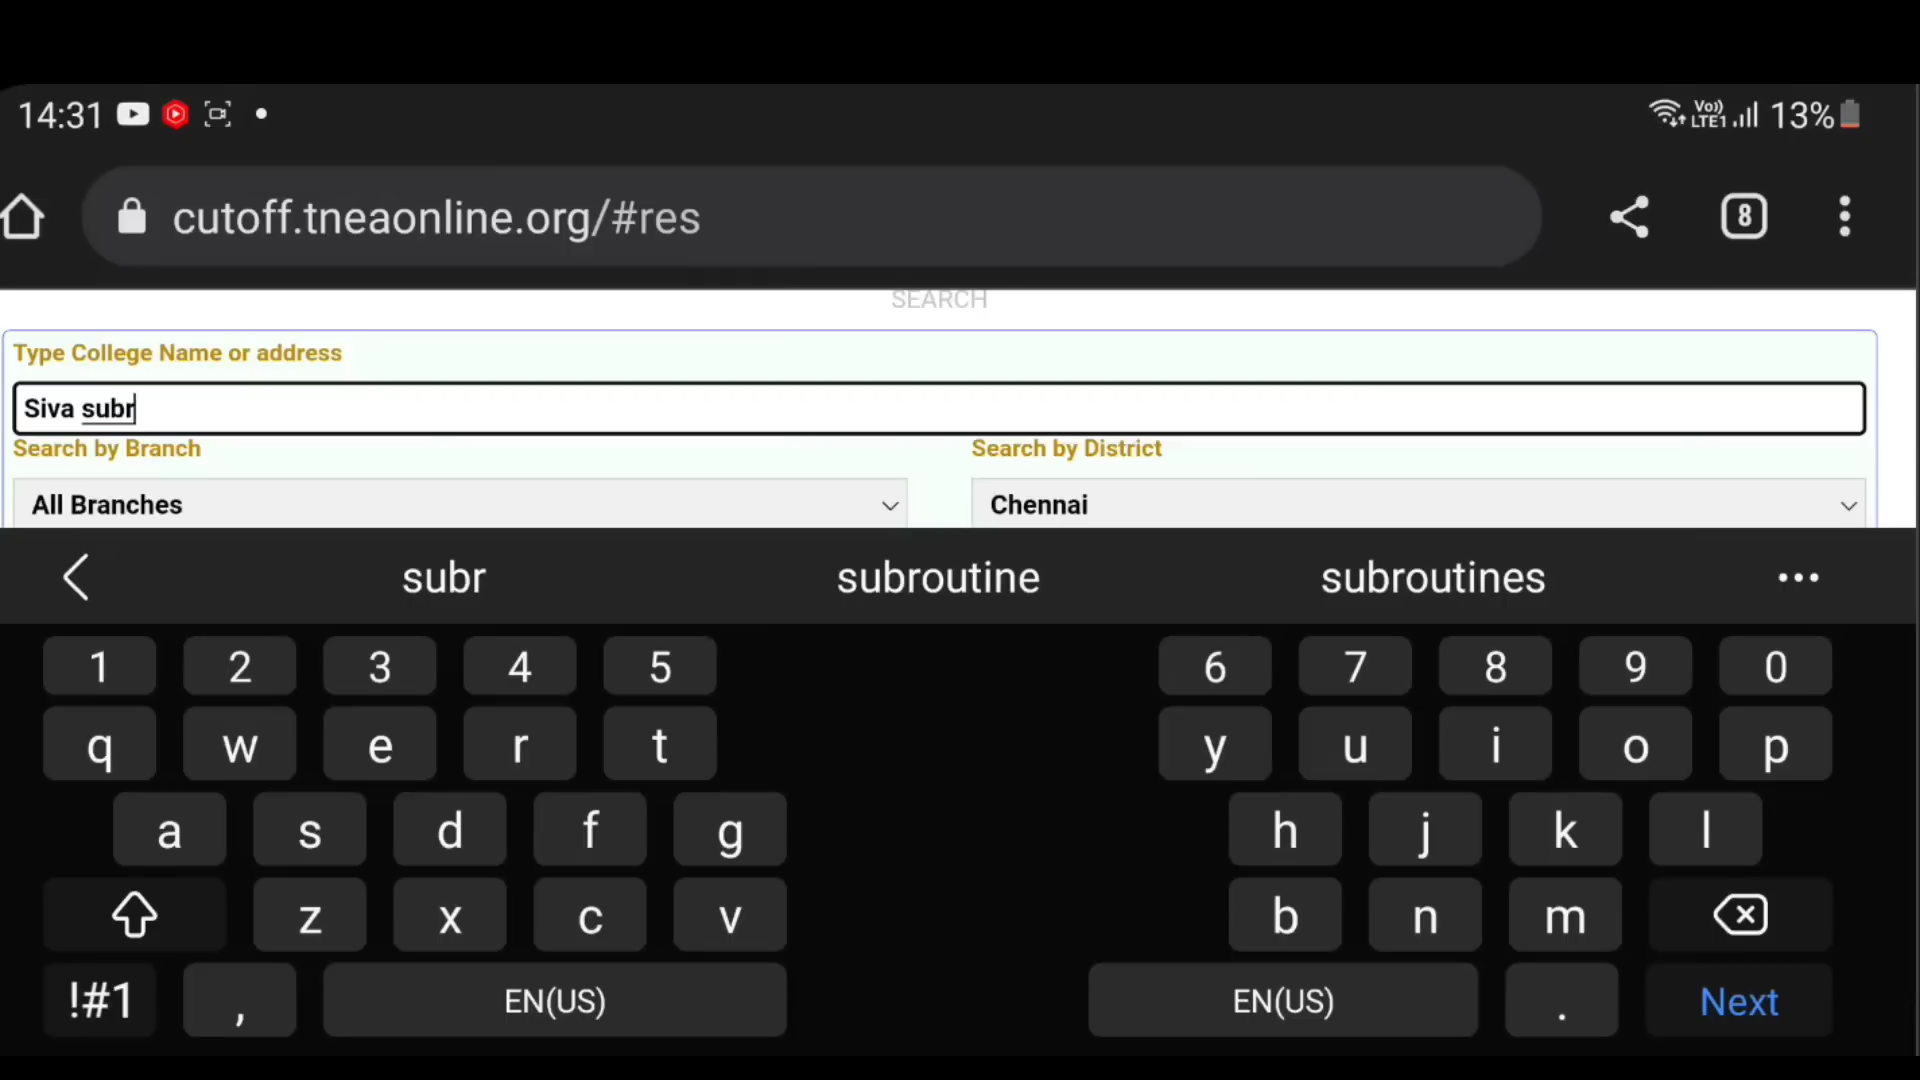 14:31 Vo)) LTE1 13%
cutoff.tneaonline.org/#res 8
SEARCH
Type College Name or address
Siva subr
Search by Branch Search by District
All Branches Chennai
subr subroutine subroutines
1 2 3 4 5 6 7 8 9 0
q w e r t y u i o p
a s d f g h j k l
z x c v b n m
!#1 , EN(US) EN(US) . Next